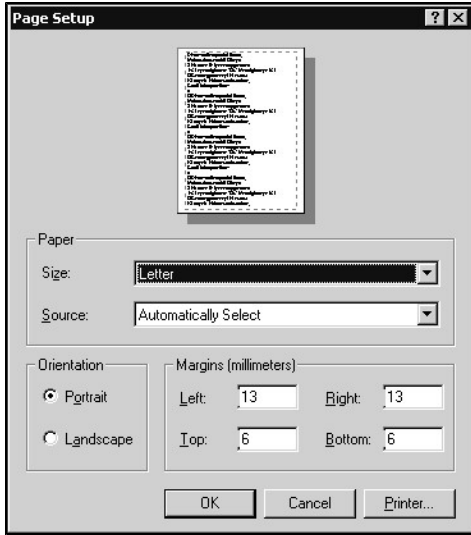 Page Setup
Paper
Size: Letter
Source: Automatically Select
Orientation
Portrait
Landscape
Margins (millimeters)
Left: 13 Right: 13
Top: 6 Bottom: 6
OK Cancel Printer...